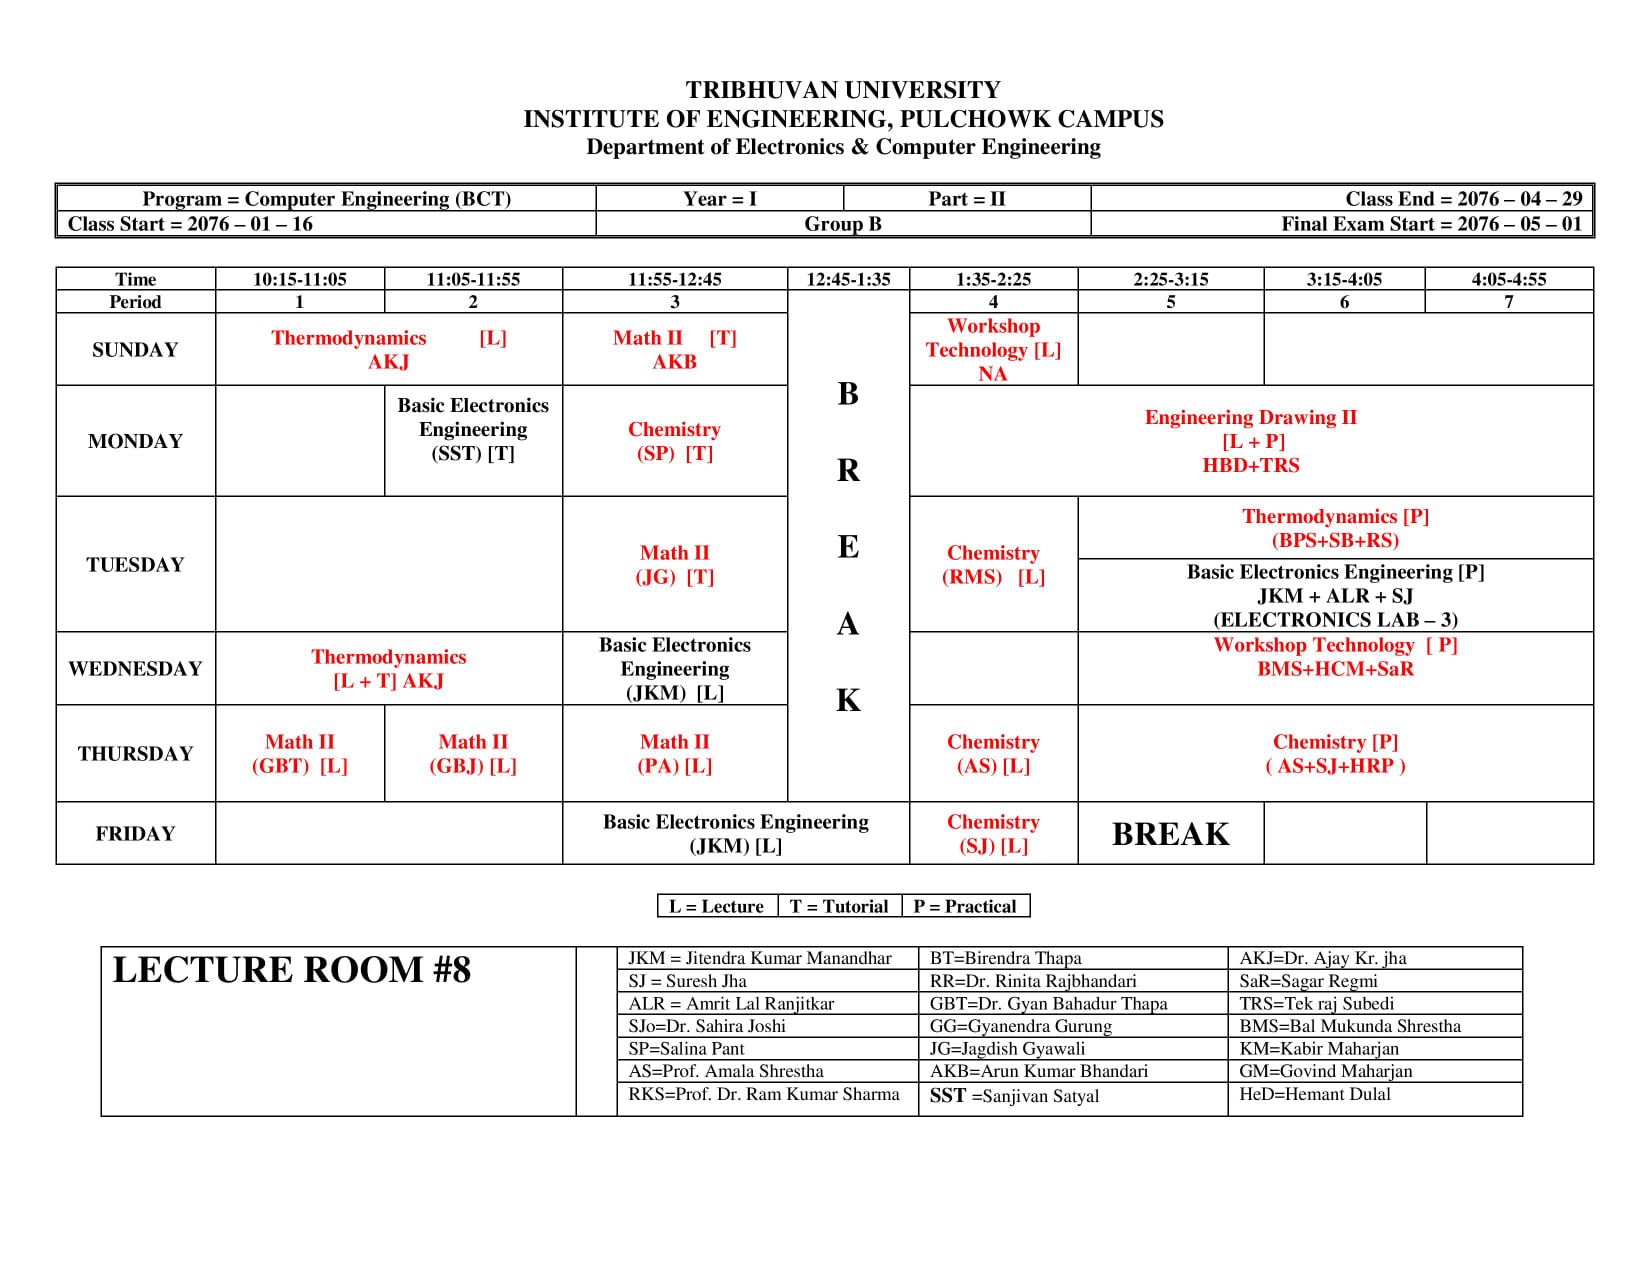 TRIBHUVAN UNIVERSITY
INSTITUTE OF ENGINEERING, PULCHOWK CAMPUS
Department of Electronics & Computer Engineering
Program = Computer Engineering (BCT) Year = I Part = II Class End = 2076 – 04 – 29
Class Start = 2076 – 01 – 16 Group B Final Exam Start = 2076 – 05 – 01
Time 10:15-11:05 11:05-11:55 11:55-12:45 12:45-1:35 1:35-2:25 2:25-3:15 3:15-4:05 4:05-4:55
Period 1 2 3 4 5 6 7
SUNDAY
Thermodynamics [L]
AKJ
Math II [T]
AKB
B
R
E
A
K
Workshop
Technology [L]
NA
MONDAY
Basic Electronics
Engineering
(SST) [T]
Chemistry
(SP) [T]
Engineering Drawing II
[L + P]
HBD+TRS
TUESDAY
Math II
(JG) [T]
Chemistry
(RMS) [L]
Thermodynamics [P]
(BPS+SB+RS)
Basic Electronics Engineering [P]
JKM + ALR + SJ
(ELECTRONICS LAB – 3)
WEDNESDAY
Thermodynamics
[L + T] AKJ
Basic Electronics
Engineering
(JKM) [L]
Workshop Technology [ P]
BMS+HCM+SaR
THURSDAY
Math II
(GBT) [L]
Math II
(GBJ) [L]
Math II
(PA) [L]
Chemistry
(AS) [L]
Chemistry [P]
( AS+SJ+HRP )
FRIDAY
Basic Electronics Engineering
(JKM) [L]
Chemistry
(SJ) [L]
BREAK
L = Lecture T = Tutorial P = Practical
LECTURE ROOM #8
JKM = Jitendra Kumar Manandhar BT=Birendra Thapa AKJ=Dr. Ajay Kr. jha
SJ = Suresh Jha RR=Dr. Rinita Rajbhandari SaR=Sagar Regmi
ALR = Amrit Lal Ranjitkar GBT=Dr. Gyan Bahadur Thapa TRS=Tek raj Subedi
SJo=Dr. Sahira Joshi GG=Gyanendra Gurung BMS=Bal Mukunda Shrestha
SP=Salina Pant JG=Jagdish Gyawali KM=Kabir Maharjan
AS=Prof. Amala Shrestha AKB=Arun Kumar Bhandari GM=Govind Maharjan
RKS=Prof. Dr. Ram Kumar Sharma SST =Sanjivan Satyal HeD=Hemant Dulal